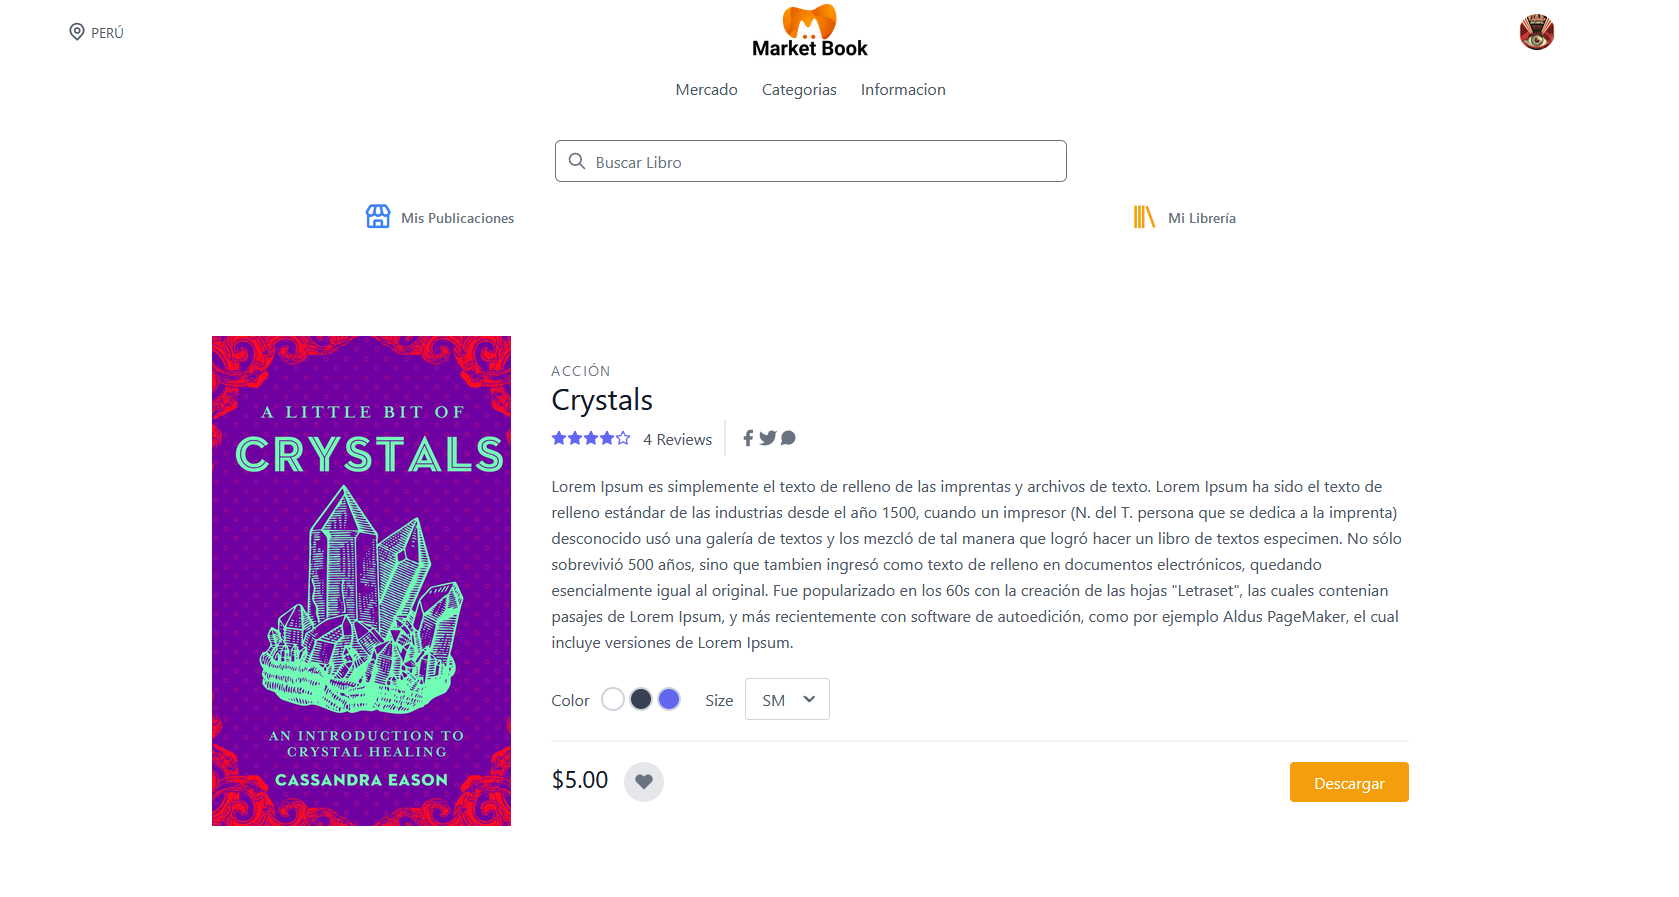 PERÚ
Market Book
Mercado Categorias Informacion
Buscar Libro
Mis Publicaciones
Mi Librería
A LITTLE BIT OF
CRYSTALS
AN INTRODUCTION TO
CRYSTAL HEALING
CASSANDRA EASON
ACCIÓN
Crystals
4 Reviews
Lorem Ipsum es simplemente el texto de relleno de las imprentas y archivos de texto. Lorem Ipsum ha sido el texto de
relleno estándar de las industrias desde el año 1500, cuando un impresor (N. del T. persona que se dedica a la imprenta)
desconocido usó una galería de textos y los mezcló de tal manera que logró hacer un libro de textos especimen. No sólo
sobrevivió 500 años, sino que tambien ingresó como texto de relleno en documentos electrónicos, quedando
esencialmente igual al original. Fue popularizado en los 60s con la creación de las hojas "Letraset", las cuales contenian
pasajes de Lorem Ipsum, y más recientemente con software de autoedición, como por ejemplo Aldus PageMaker, el cual
incluye versiones de Lorem Ipsum.
Color
Size
SM
$5.00
Descargar